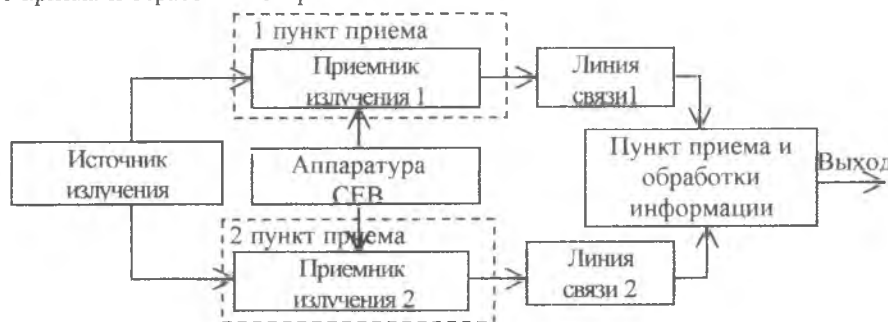 1 пункт приема
Приемник
излучения 1
Линия
связи1
Источник
излучения
Аппаратура
СЕВ
Пункт приема и
обработки
информации
Выход
2 пункт приема
Приемник
излучения 2
Линия
связи 2